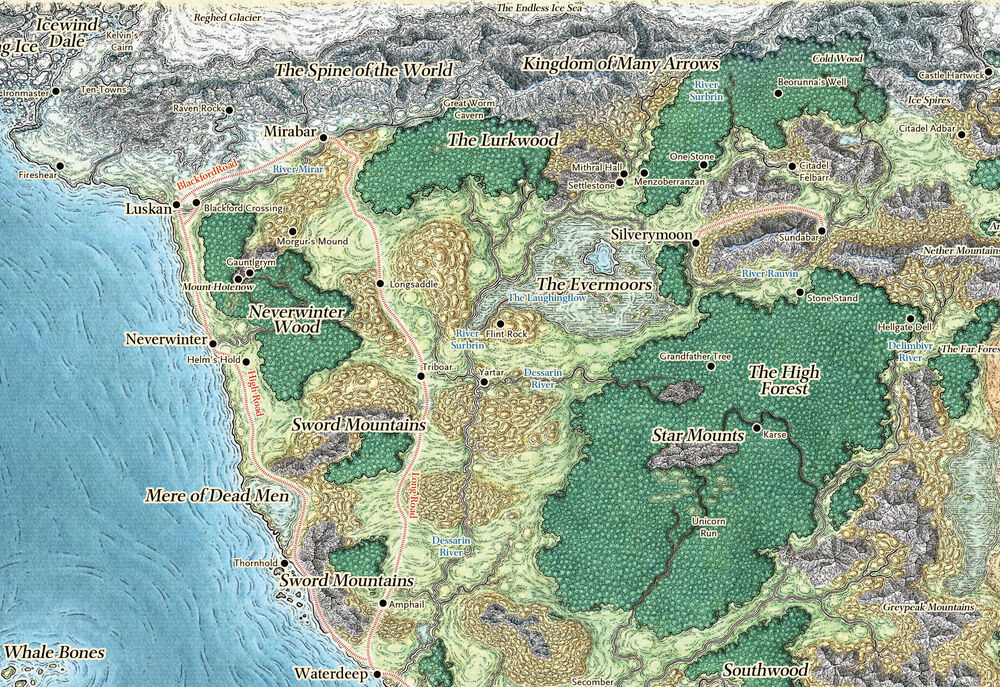 The Endless Ice Sea
Reghed Glacier
Icewind
Dale
Kelvin's
Cairn
ng Ice
Ironmaster
Ten-Towns
The Spine of the World
Kingdom of Many Arrows
Cold Wood
Castle Hartwick
River
Surbrin
Beorunna's Well
Ice Spires
Raven Rock
Great Worm
Cavern
Mirabar
The Lurkwood
Citadel Adbar
Fireshear
Blackford Road
River Mirar
Mithral Hall
Settlestone
One Stone
Menzoberranzan
Citadel
Felbarr
Luskan
Blackford Crossing
Morgur's Mound
Silverymoon
Sundabar
Nether Mountains
Gauntlgrym
Mount Hotenow
Longsaddle
The Evermoors
River Rauvin
The Laughingflow
Stone Stand
Neverwinter
Wood
Flint Rock
River
Surbrin
Hellgate Dell
Delimbiyr
River
The Far Fores
Neverwinter
Helm's Hold
Grandfather Tree
High Road
Triboar
Yartar
Dessarin
River
The High
Forest
Sword Mountains
Star Mounts
Karse
Long Road
Mere of Dead Men
Unicorn
Run
Dessarin
River
Thornhold
Sword Mountains
Amphail
Greypeak Mountains
Whale Bones
Waterdeep
Secomber
Southwood